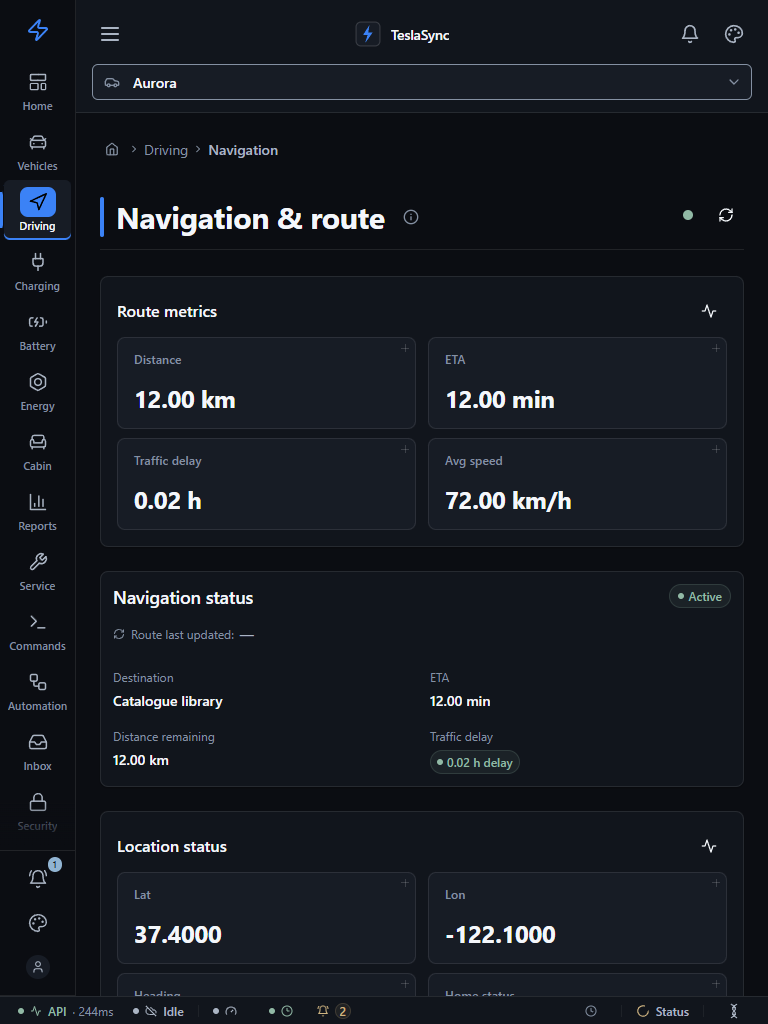 TeslaSync
Aurora
Home
Vehicles
Driving
Charging
Battery
Energy
Cabin
Reports
Service
Commands
Automation
Inbox
Security
1
Driving > Navigation
Navigation & route
Route metrics
Distance
12.00 km
ETA
12.00 min
Traffic delay
0.02 h
Avg speed
72.00 km/h
Navigation status
Active
Route last updated: —
Destination
Catalogue library
ETA
12.00 min
Distance remaining
12.00 km
Traffic delay
0.02 h delay
Location status
Lat
37.4000
Lon
-122.1000
Heading
Home status
API · 244ms
Idle
2
Status